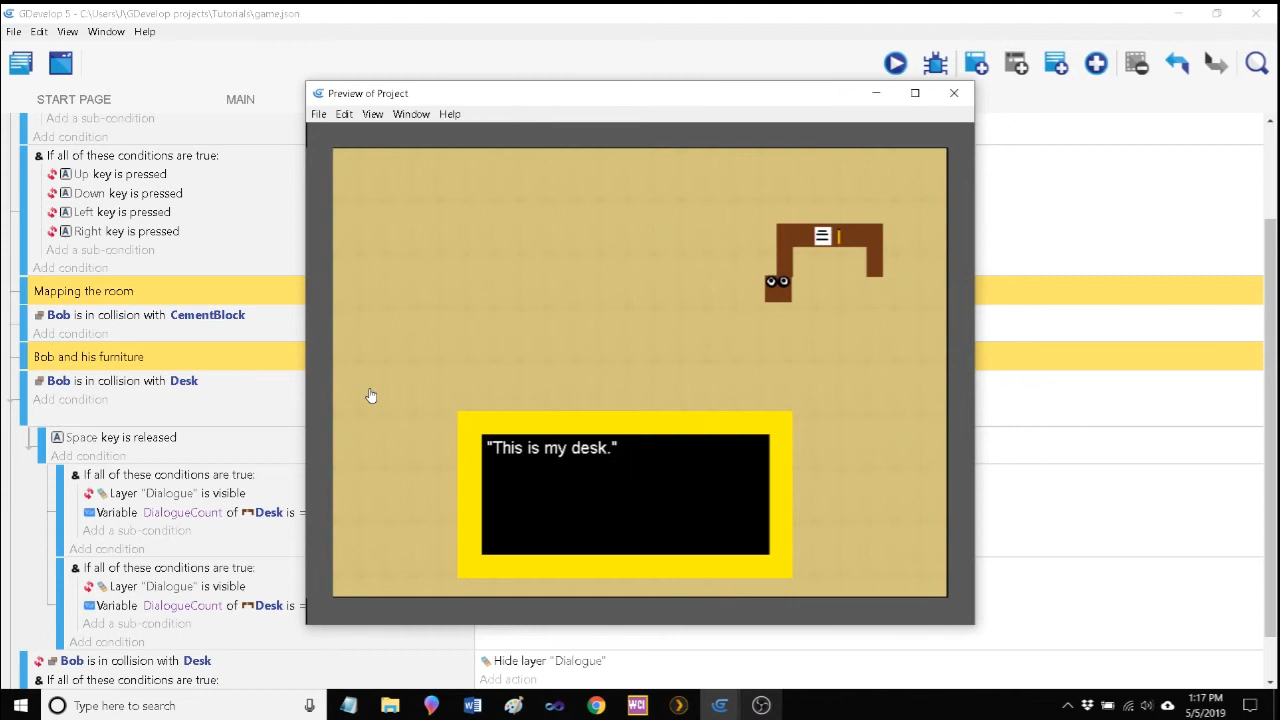 GDevelop 5 - C:\Users\J\GDevelop projects\Tutorials\game.json
File Edit View Window Help
START PAGE MAIN
Preview of Project
File Edit View Window Help
Add a sub-condition
Add condition
& If all of these conditions are true:
Up key is pressed
Down key is pressed
Left key is pressed
Right key is pressed
Add a sub-condition
Add condition
Mapping the room
Bob is in collision with CementBlock
Add condition
Bob and his furniture
Bob is in collision with Desk
Add condition
"This is my desk."
Space key is released
Add condition
& If all of these conditions are true:
Layer "Dialogue" is visible
Variable DialogueCount of Desk is =
Add a sub-condition
Add condition
& If all of these conditions are true:
Layer "Dialogue" is visible
Variable DialogueCount of Desk is =
Add a sub-condition
Add condition
Bob is in collision with Desk Hide layer "Dialogue"
& If all of these conditions are true: Add action
Type here to search
WCI
1:17 PM
5/5/2019